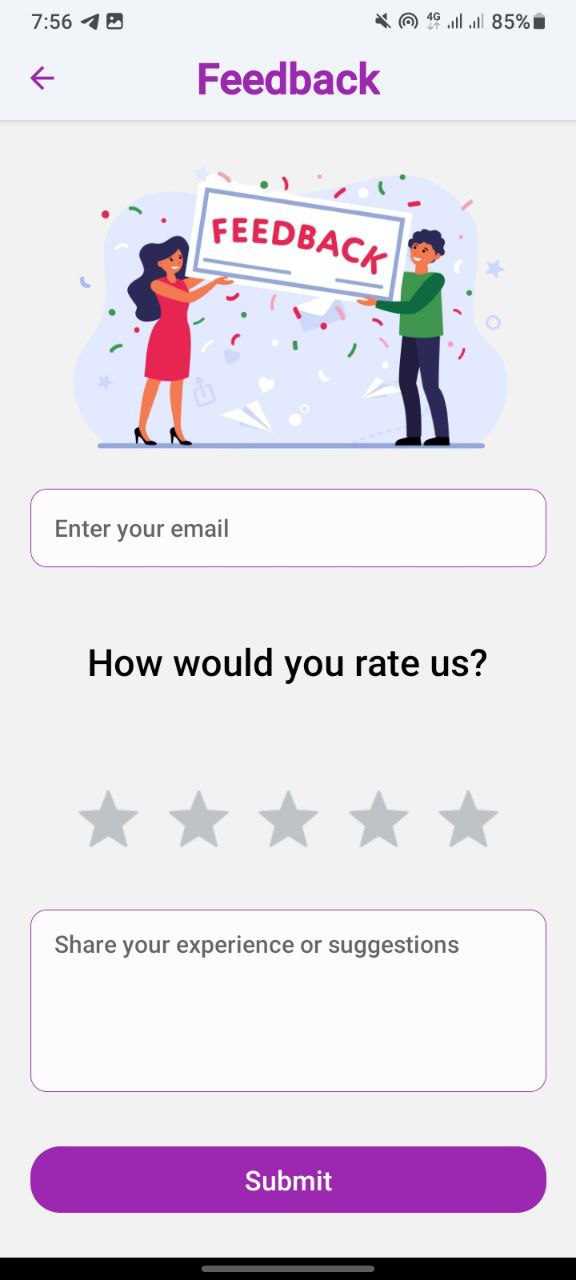 7:56 4G 85%
Feedback
FEEDBACK
Enter your email
How would you rate us?
Share your experience or suggestions
Submit